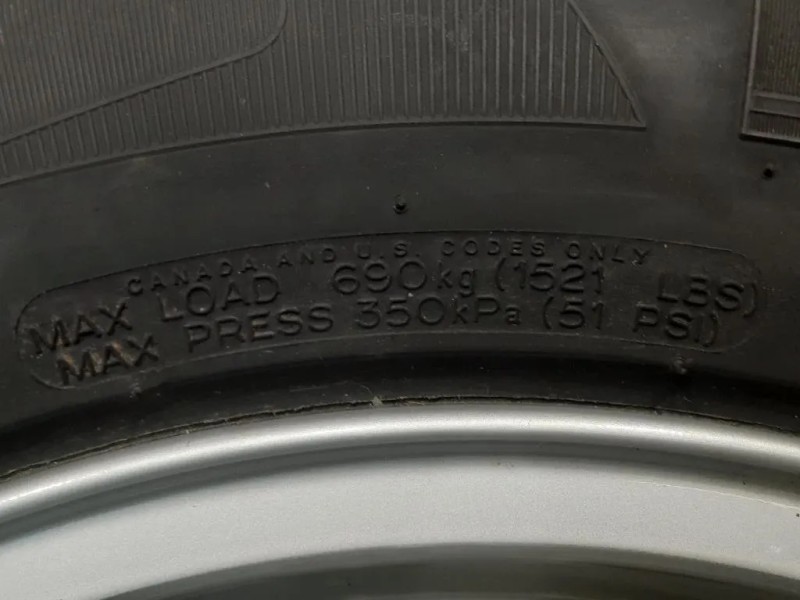 CANADA AND U.S. CODES ONLY
MAX LOAD 690kg (1521 LBS)
MAX PRESS 350kPa (51 PSI)